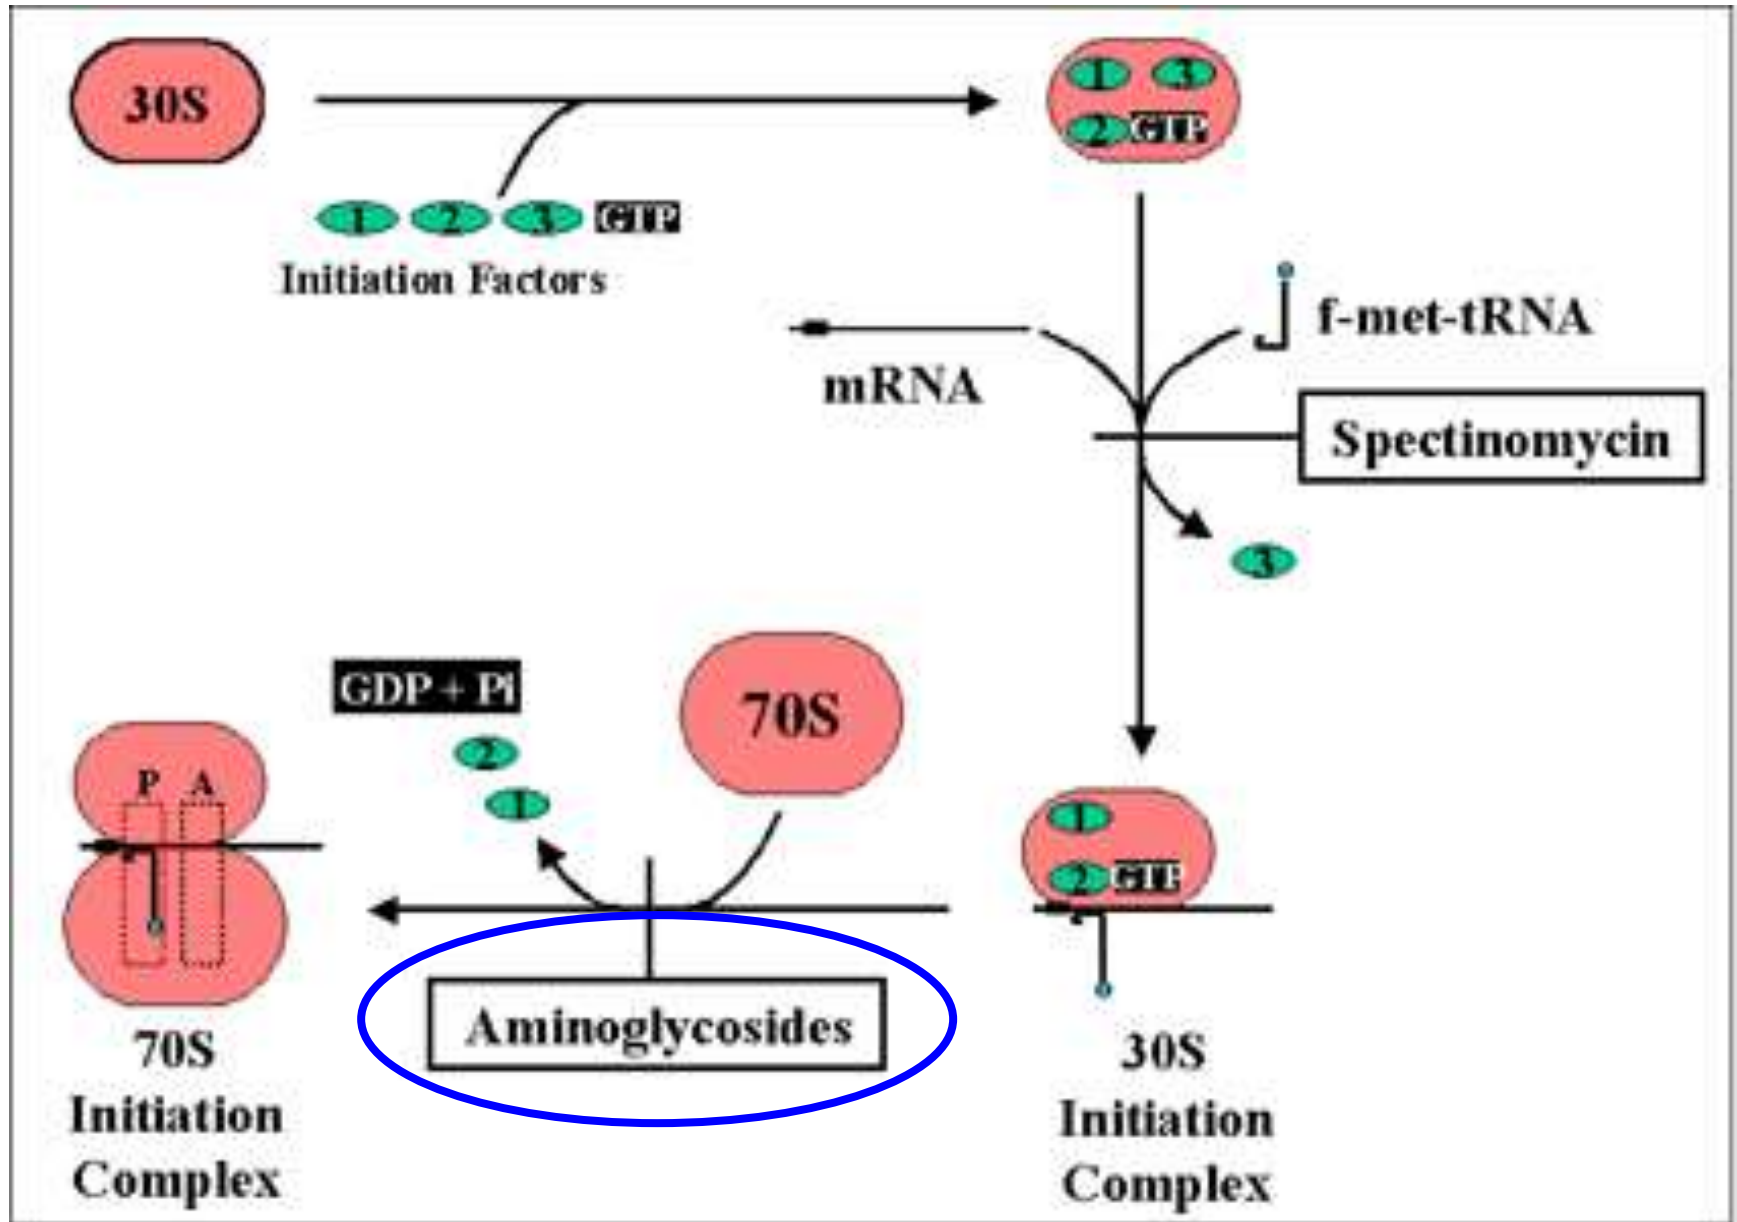 30S
1 3
2 GTP
1 2 3 GTP
Initiation Factors
f-met-tRNA
mRNA
Spectinomycin
3
GDP + Pi
70S
2
1
P A
1
2 GTP
Aminoglycosides
70S
Initiation
Complex
30S
Initiation
Complex